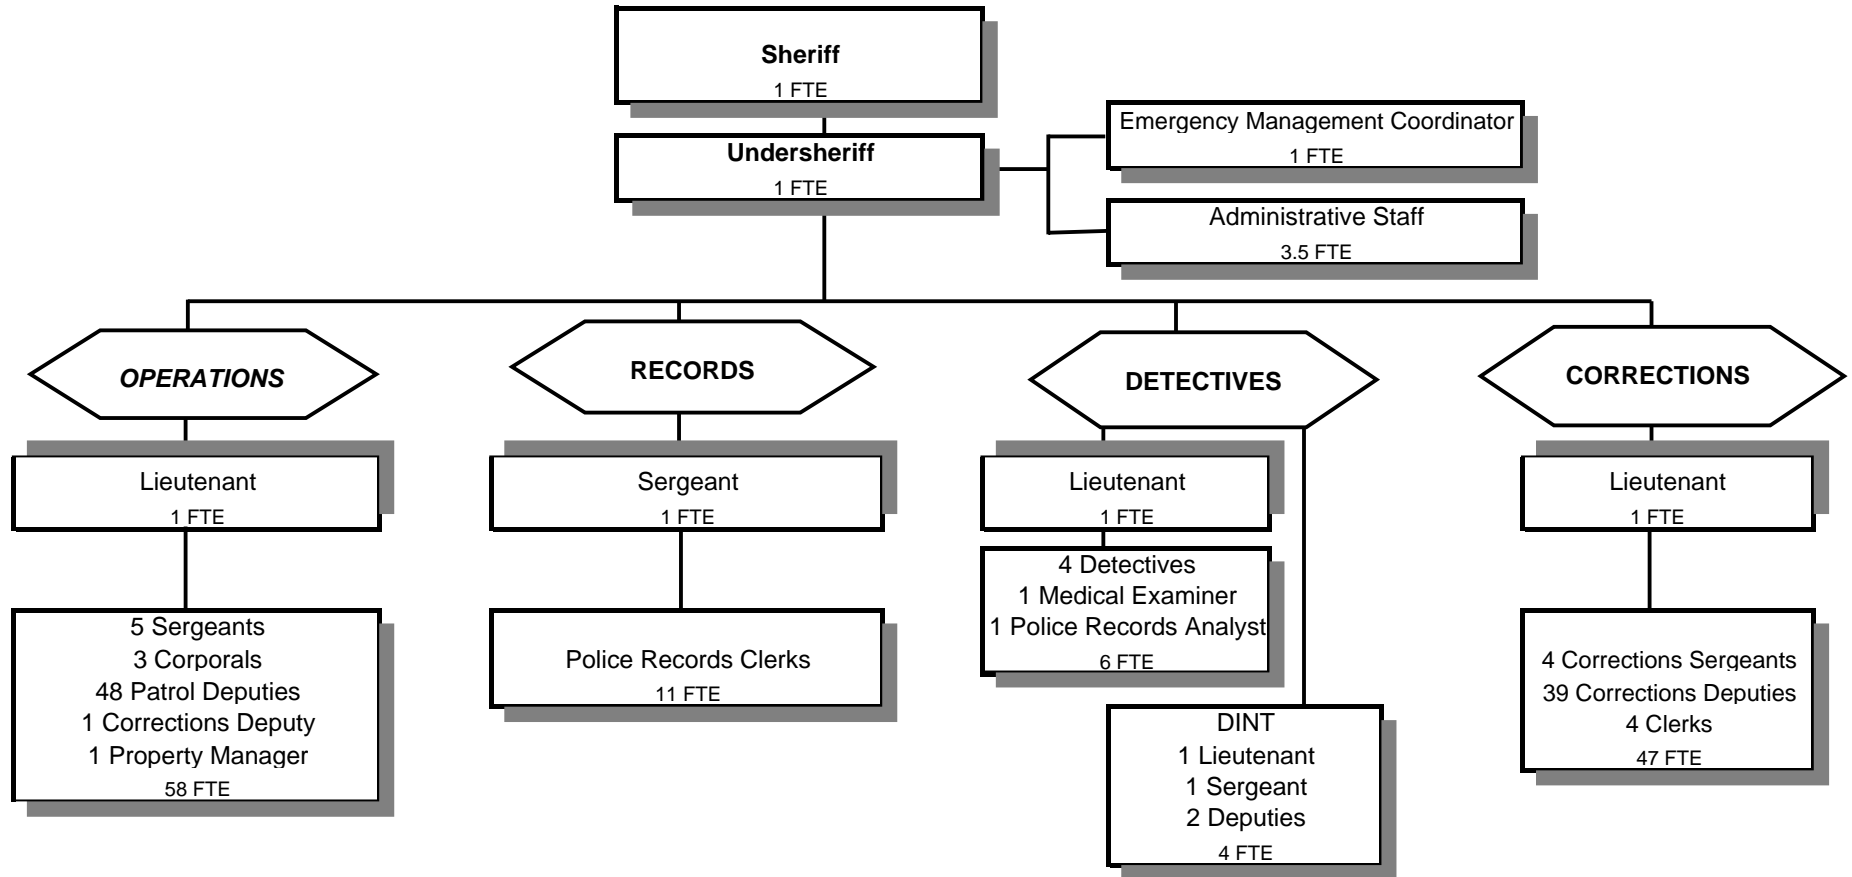 Sheriff
1 FTE
Undersheriff
1 FTE
Emergency Management Coordinator
1 FTE
Administrative Staff
3.5 FTE
OPERATIONS
Lieutenant
1 FTE
5 Sergeants
3 Corporals
48 Patrol Deputies
1 Corrections Deputy
1 Property Manager
58 FTE
RECORDS
Sergeant
1 FTE
Police Records Clerks
11 FTE
DETECTIVES
Lieutenant
1 FTE
4 Detectives
1 Medical Examiner
1 Police Records Analyst
6 FTE
DINT
1 Lieutenant
1 Sergeant
2 Deputies
4 FTE
CORRECTIONS
Lieutenant
1 FTE
4 Corrections Sergeants
39 Corrections Deputies
4 Clerks
47 FTE